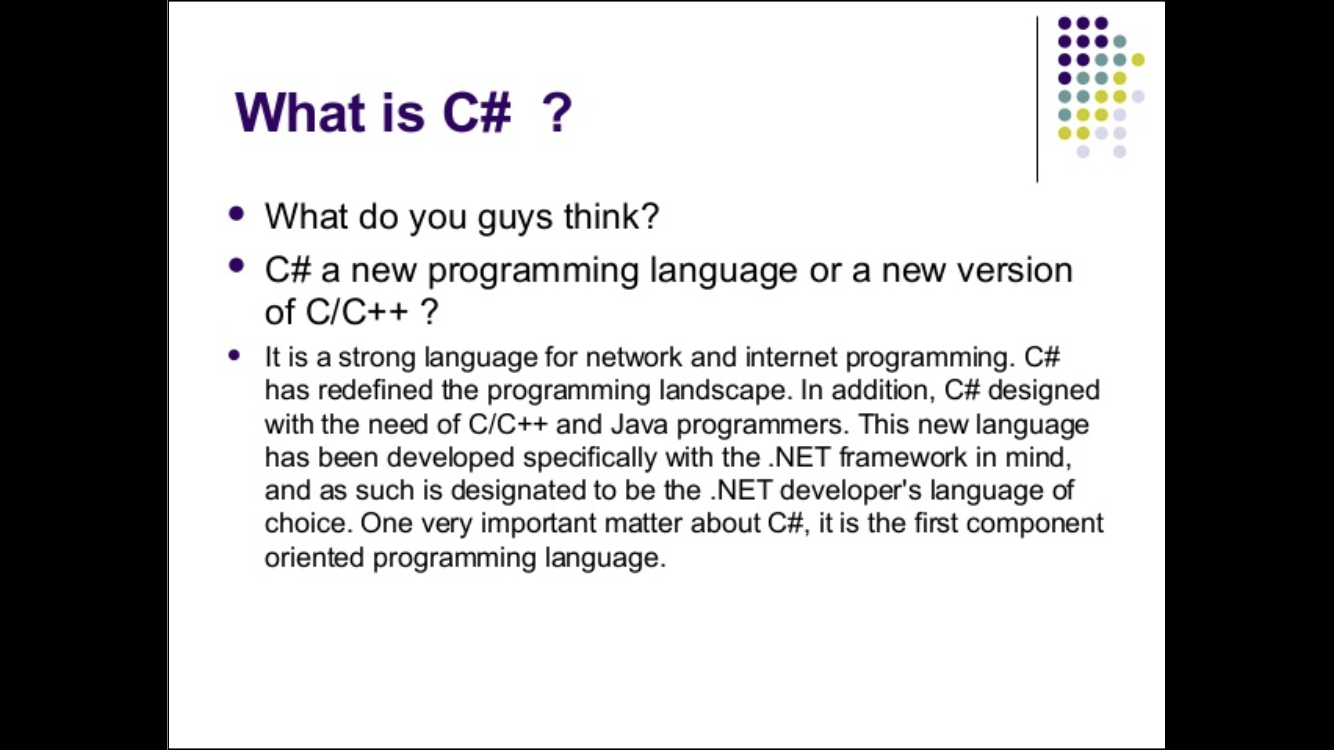 What is C# ?
What do you guys think?
C# a new programming language or a new version
of C/C++ ?
It is a strong language for network and internet programming. C#
has redefined the programming landscape. In addition, C# designed
with the need of C/C++ and Java programmers. This new language
has been developed specifically with the .NET framework in mind,
and as such is designated to be the .NET developer's language of
choice. One very important matter about C#, it is the first component
oriented programming language.